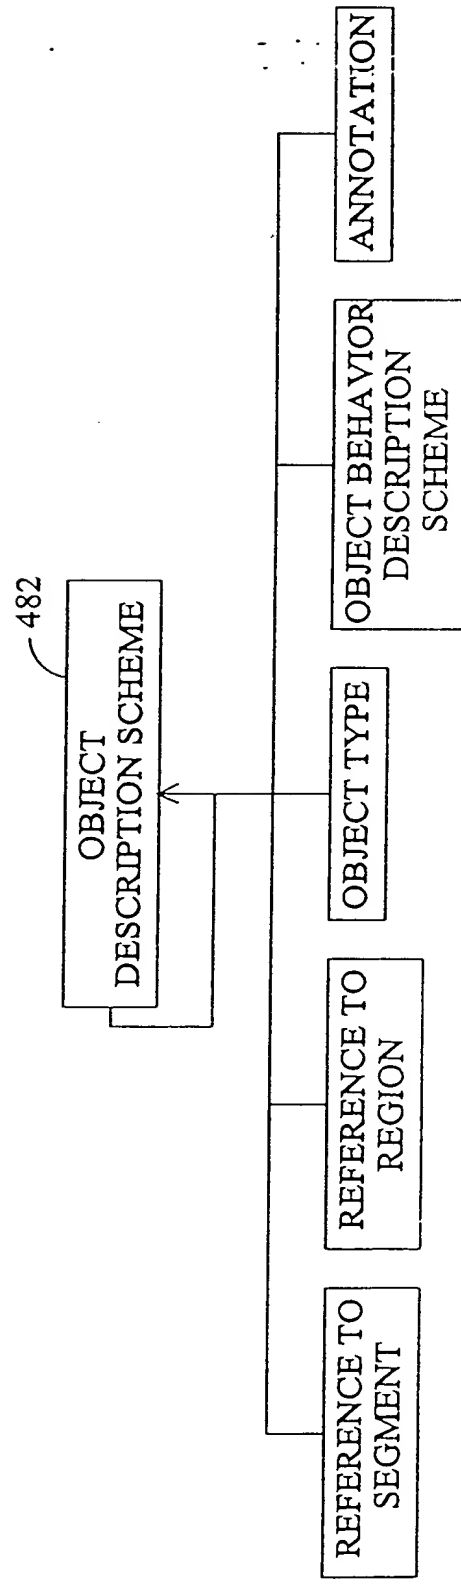 482
OBJECT
DESCRIPTION SCHEME
REFERENCE TO
SEGMENT
REFERENCE TO
REGION
OBJECT TYPE
OBJECT BEHAVIOR
DESCRIPTION
SCHEME
ANNOTATION